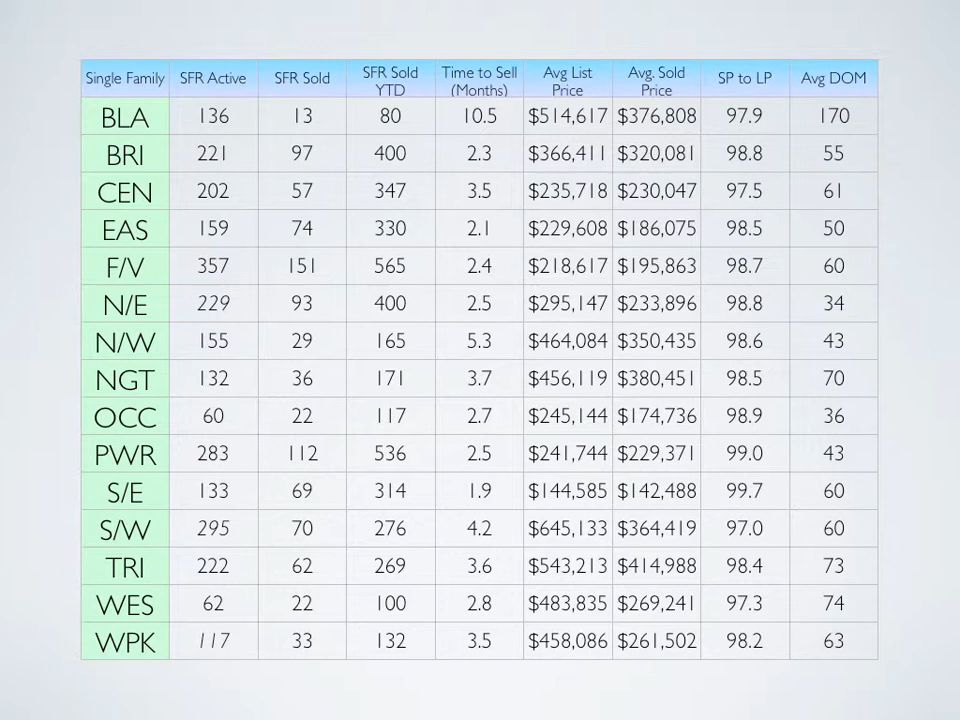 Single Family SFR Active SFR Sold SFR Sold YTD Time to Sell (Months) Avg List Price Avg. Sold Price SP to LP Avg DOM
BLA 136 13 80 10.5 $514,617 $376,808 97.9 170
BRI 221 97 400 2.3 $366,411 $320,081 98.8 55
CEN 202 57 347 3.5 $235,718 $230,047 97.5 61
EAS 159 74 330 2.1 $229,608 $186,075 98.5 50
F/V 357 151 565 2.4 $218,617 $195,863 98.7 60
N/E 229 93 400 2.5 $295,147 $233,896 98.8 34
N/W 155 29 165 5.3 $464,084 $350,435 98.6 43
NGT 132 36 171 3.7 $456,119 $380,451 98.5 70
OCC 60 22 117 2.7 $245,144 $174,736 98.9 36
PWR 283 112 536 2.5 $241,744 $229,371 99.0 43
S/E 133 69 314 1.9 $144,585 $142,488 99.7 60
S/W 295 70 276 4.2 $645,133 $364,419 97.0 60
TRI 222 62 269 3.6 $543,213 $414,988 98.4 73
WES 62 22 100 2.8 $483,835 $269,241 97.3 74
WPK 117 33 132 3.5 $458,086 $261,502 98.2 63